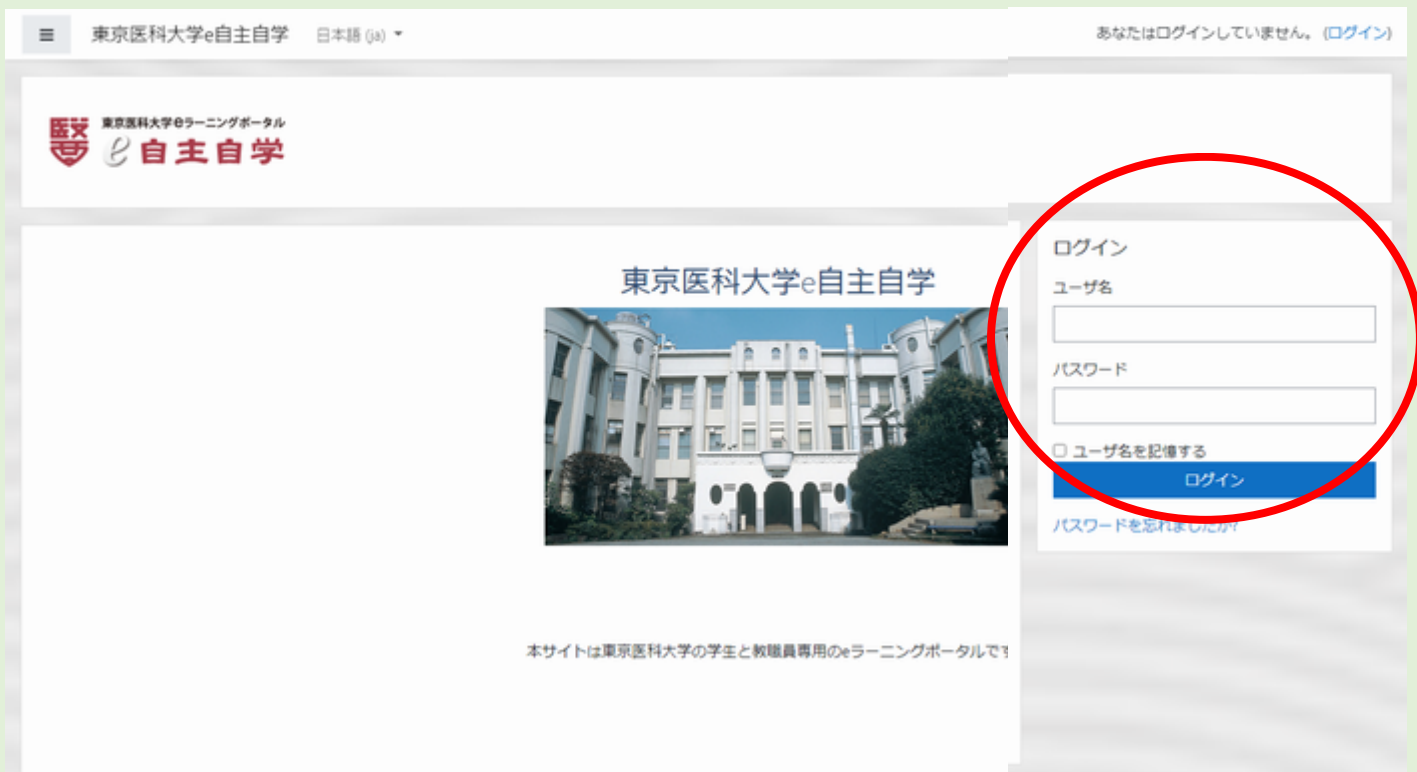 東京医科大学e自主自学 日本語 (ja)
あなたはログインしていません。 (ログイン)
医
東京医科大学eラーニングポータル
e自主自学
東京医科大学e自主自学
本サイトは東京医科大学の学生と教職員専用のeラーニングポータルです
ログイン
ユーザ名
パスワード
ユーザ名を記憶する
ログイン
パスワードを忘れましたか?